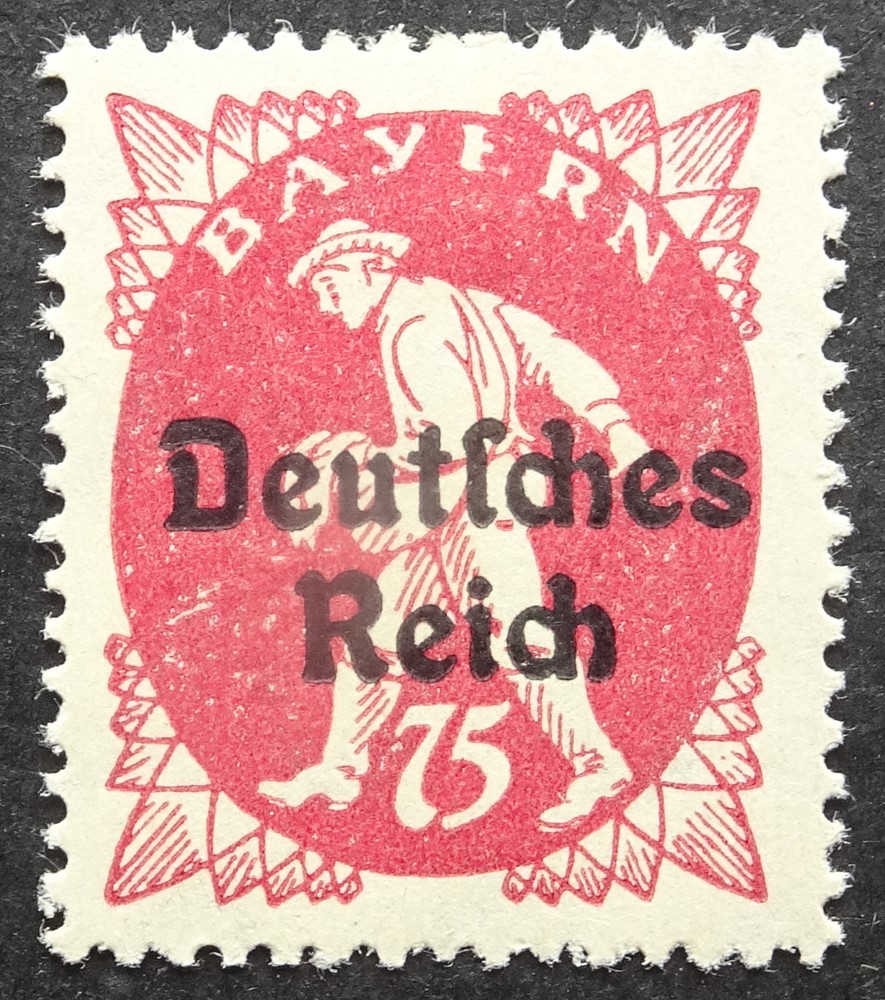 BAYERN
Deutſches
Reich
75